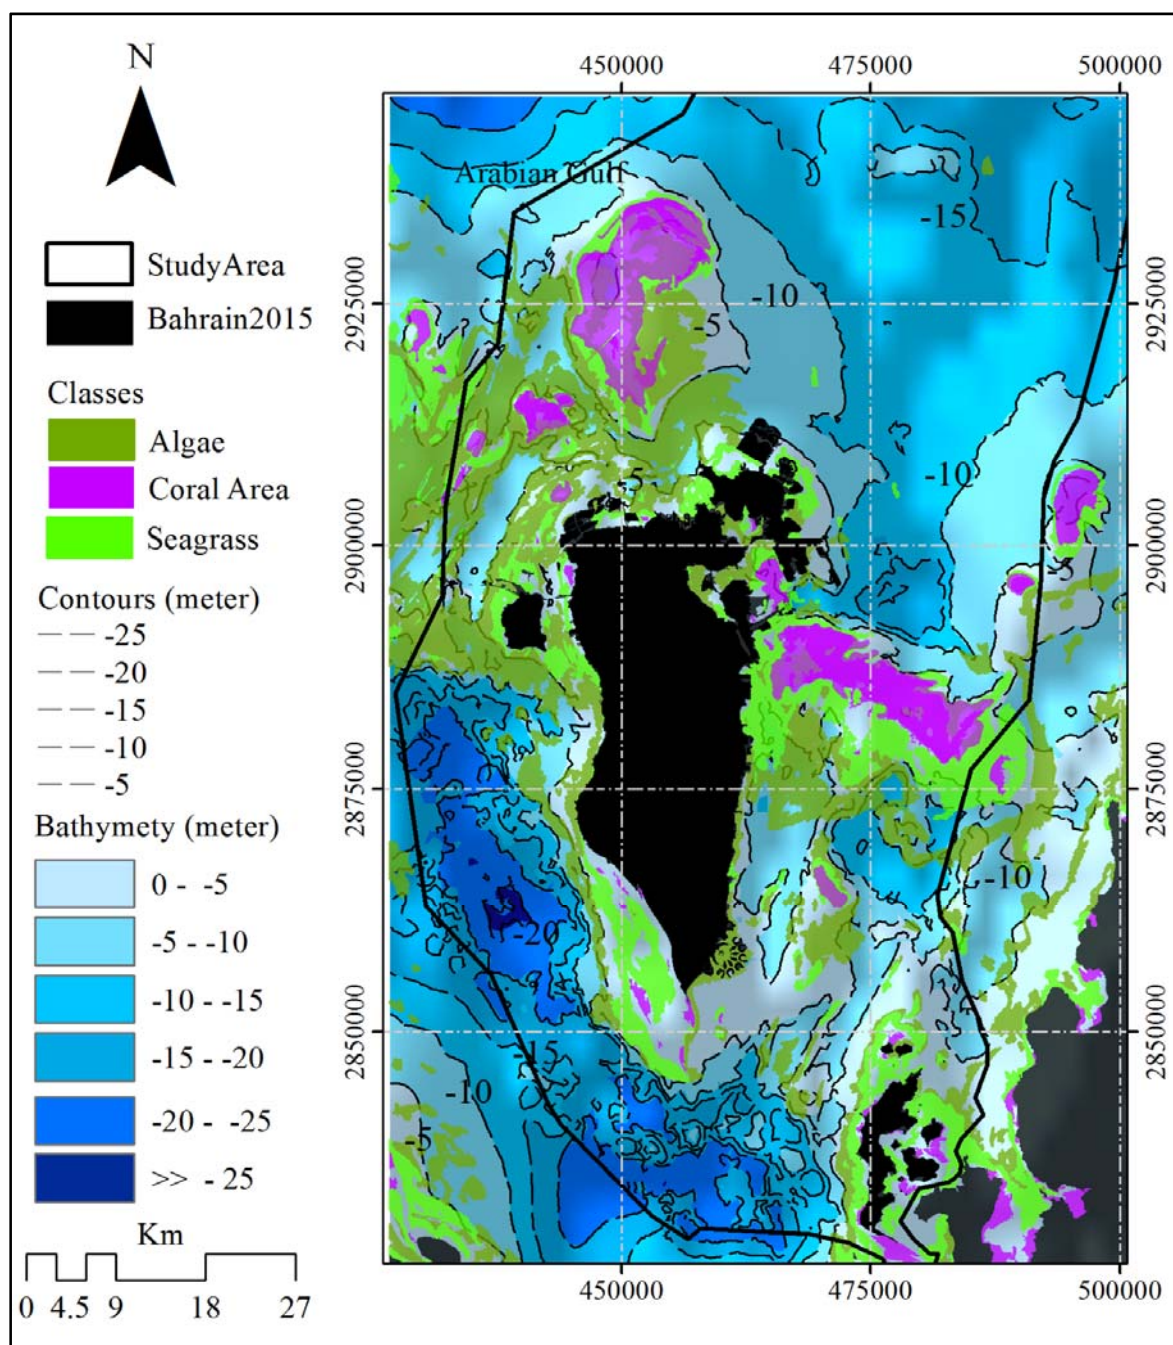 N
StudyArea
Bahrain2015
Classes
Algae
Coral Area
Seagrass
Contours (meter)
-25
-20
-15
-10
-5
Bathymety (meter)
0 - -5
-5 - -10
-10 - -15
-15 - -20
-20 - -25
>> - 25
Km
0 4.5 9 18 27
450000 475000 500000
2925000
2900000
2875000
2850000
Arabian Gulf
-15
-10
-5
-5
-10
-5
-10
-20
-15
-10
-5
2925000
2900000
2875000
2850000
450000 475000 500000